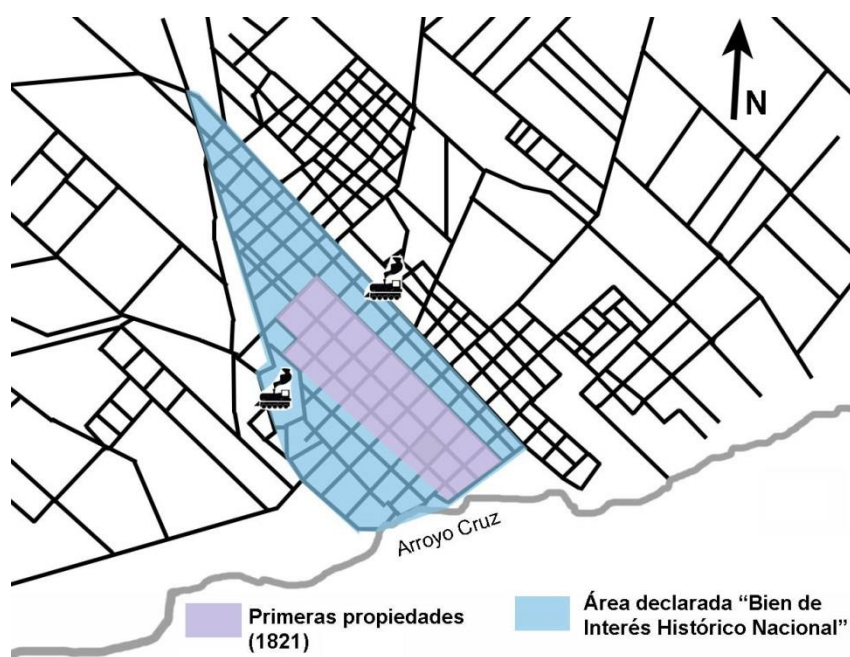 N
Arroyo Cruz
Primeras propiedades
(1821)
Área declarada “Bien de
Interés Histórico Nacional”